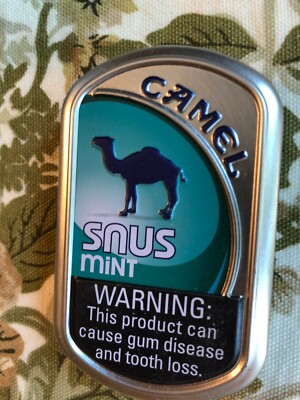 CAMEL
SNUS
MINT
WARNING:
This product can
cause gum disease
and tooth loss.